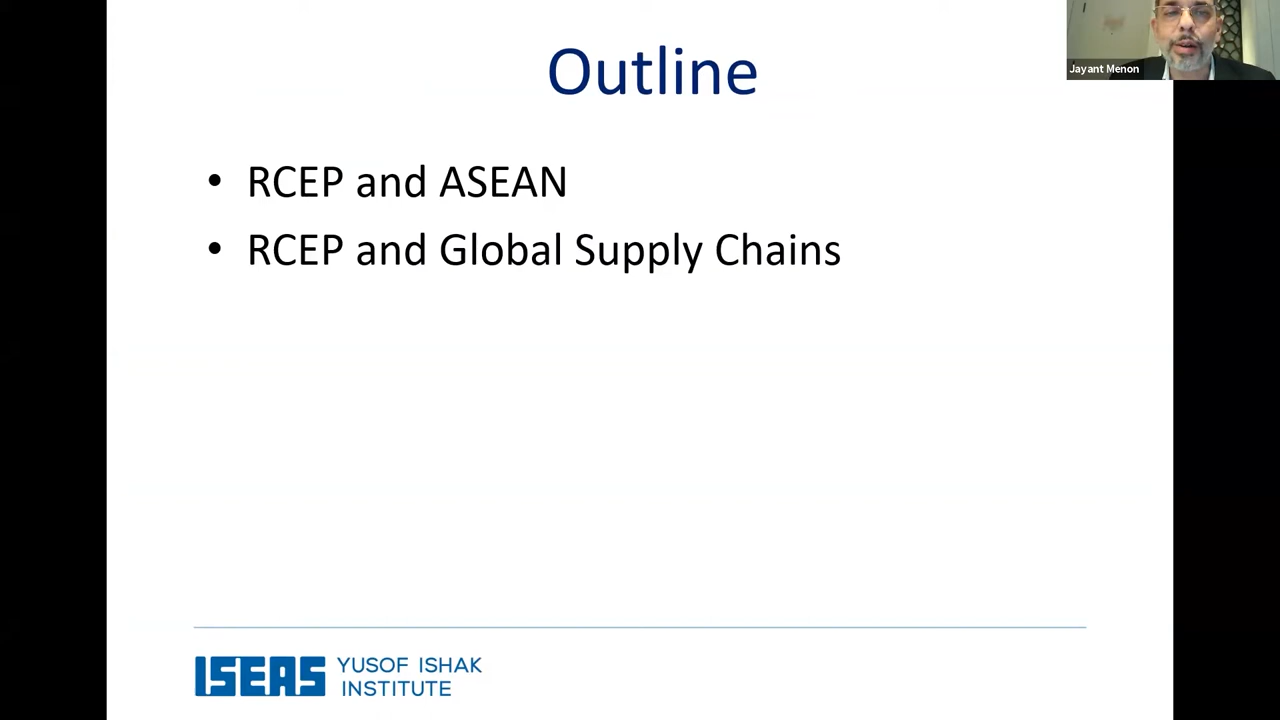 Outline
Jayant Menon
• RCEP and ASEAN
• RCEP and Global Supply Chains
ISEAS YUSOF ISHAK
INSTITUTE